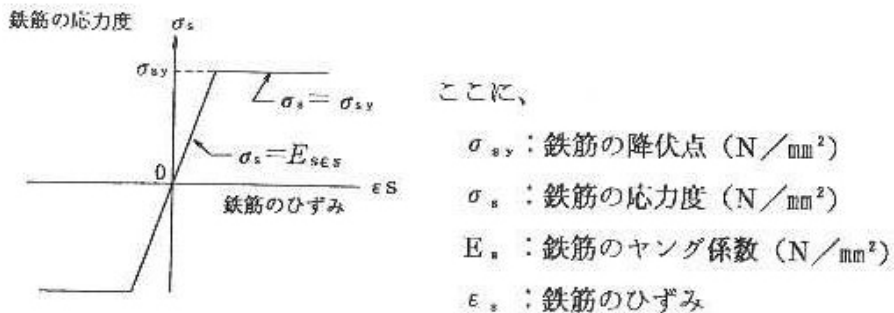 鉄筋の応力度 σs
σsy
σs=σsy
σs=Esεs
0
εS
鉄筋のひずみ
ここに、
σsy:鉄筋の降伏点(N/㎜²)
σs:鉄筋の応力度(N/㎜²)
Es:鉄筋のヤング係数(N/㎜²)
εs:鉄筋のひずみ